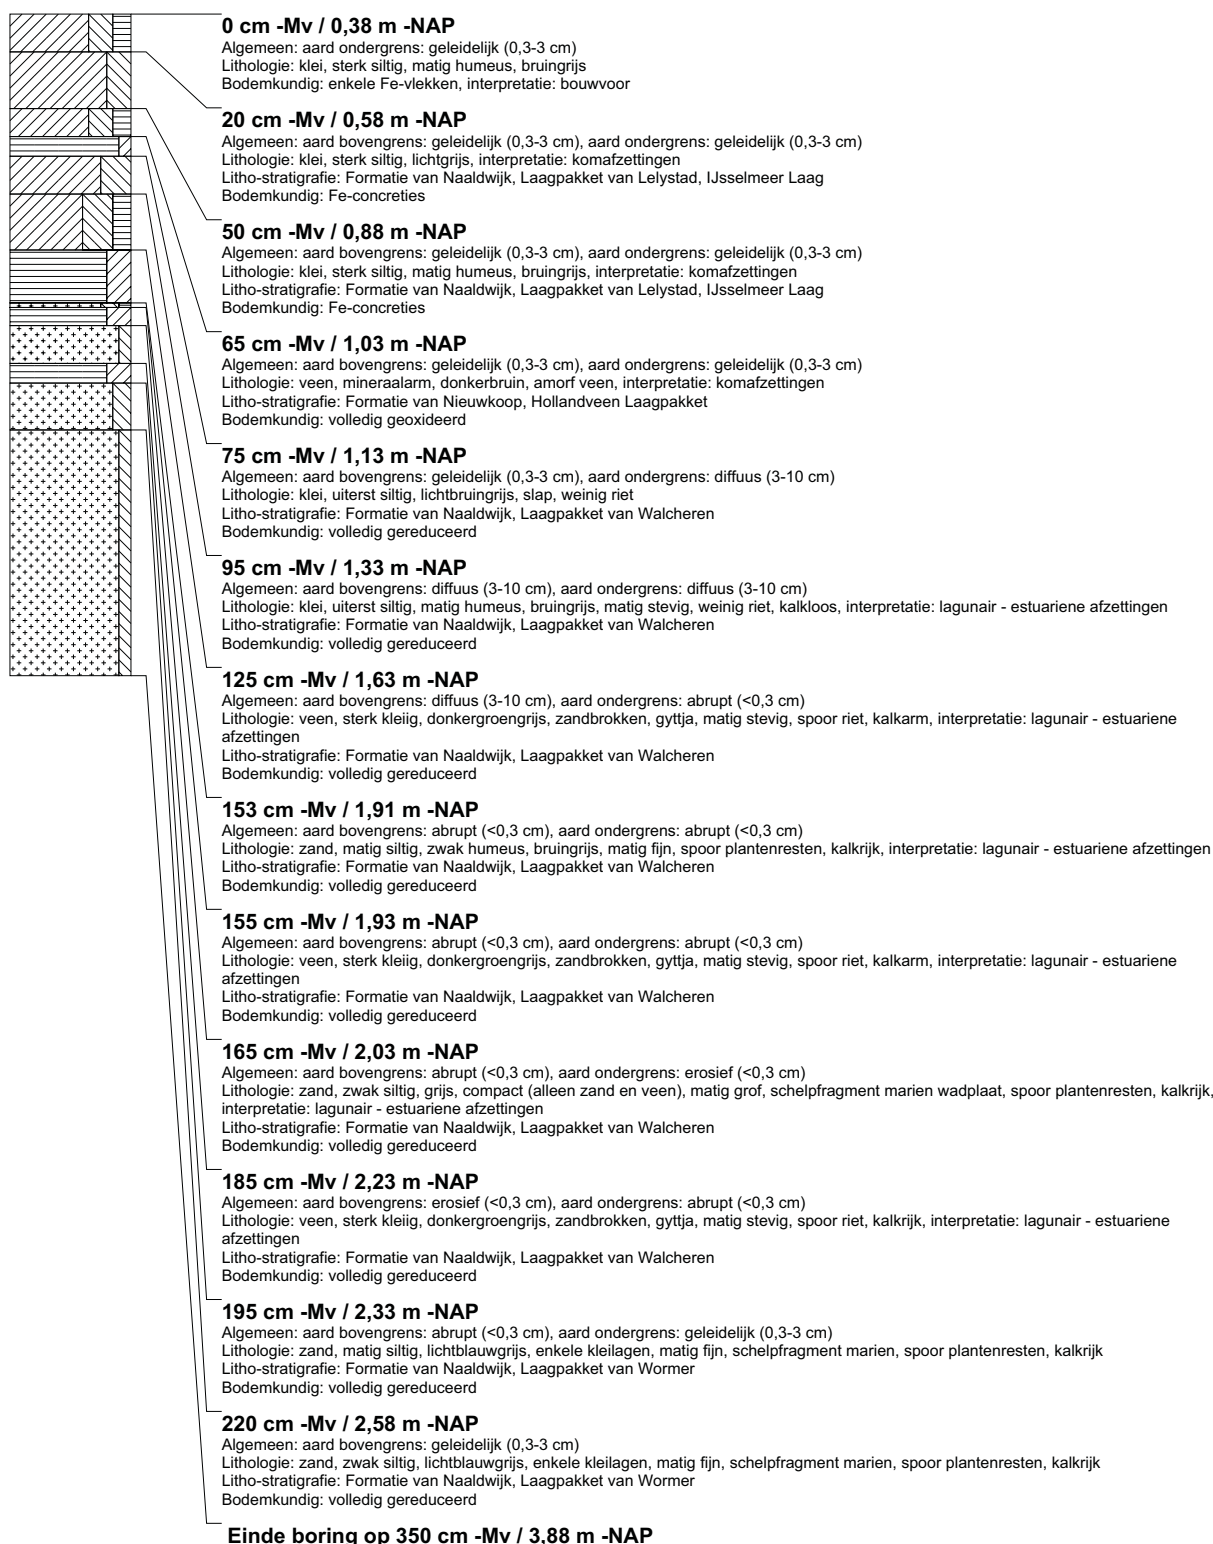 0 cm -Mv / 0,38 m -NAP
Algemeen: aard ondergrens: geleidelijk (0,3-3 cm)
Lithologie: klei, sterk siltig, matig humeus, bruingrijs
Bodemkundig: enkele Fe-vlekken, interpretatie: bouwvoor
20 cm -Mv / 0,58 m -NAP
Algemeen: aard bovengrens: geleidelijk (0,3-3 cm), aard ondergrens: geleidelijk (0,3-3 cm)
Lithologie: klei, sterk siltig, lichtgrijs, interpretatie: komafzettingen
Litho-stratigrafie: Formatie van Naaldwijk, Laagpakket van Lelystad, IJsselmeer Laag
Bodemkundig: Fe-concreties
50 cm -Mv / 0,88 m -NAP
Algemeen: aard bovengrens: geleidelijk (0,3-3 cm), aard ondergrens: geleidelijk (0,3-3 cm)
Lithologie: klei, sterk siltig, matig humeus, bruingrijs, interpretatie: komafzettingen
Litho-stratigrafie: Formatie van Naaldwijk, Laagpakket van Lelystad, IJsselmeer Laag
Bodemkundig: Fe-concreties
65 cm -Mv / 1,03 m -NAP
Algemeen: aard bovengrens: geleidelijk (0,3-3 cm), aard ondergrens: geleidelijk (0,3-3 cm)
Lithologie: veen, mineraalarm, donkerbruin, amorf veen, interpretatie: komafzettingen
Litho-stratigrafie: Formatie van Nieuwkoop, Hollandveen Laagpakket
Bodemkundig: volledig geoxideerd
75 cm -Mv / 1,13 m -NAP
Algemeen: aard bovengrens: geleidelijk (0,3-3 cm), aard ondergrens: diffuus (3-10 cm)
Lithologie: klei, uiterst siltig, lichtbruingrijs, slap, weinig riet
Litho-stratigrafie: Formatie van Naaldwijk, Laagpakket van Walcheren
Bodemkundig: volledig gereduceerd
95 cm -Mv / 1,33 m -NAP
Algemeen: aard bovengrens: diffuus (3-10 cm), aard ondergrens: diffuus (3-10 cm)
Lithologie: klei, uiterst siltig, matig humeus, bruingrijs, matig stevig, weinig riet, kalkloos, interpretatie: lagunair - estuariene afzettingen
Litho-stratigrafie: Formatie van Naaldwijk, Laagpakket van Walcheren
Bodemkundig: volledig gereduceerd
125 cm -Mv / 1,63 m -NAP
Algemeen: aard bovengrens: diffuus (3-10 cm), aard ondergrens: abrupt (<0,3 cm)
Lithologie: veen, sterk kleiig, donkergroengrijs, zandbrokken, gyttja, matig stevig, spoor riet, kalkarm, interpretatie: lagunair - estuariene
afzettingen
Litho-stratigrafie: Formatie van Naaldwijk, Laagpakket van Walcheren
Bodemkundig: volledig gereduceerd
153 cm -Mv / 1,91 m -NAP
Algemeen: aard bovengrens: abrupt (<0,3 cm), aard ondergrens: abrupt (<0,3 cm)
Lithologie: zand, matig siltig, zwak humeus, bruingrijs, matig fijn, spoor plantenresten, kalkrijk, interpretatie: lagunair - estuariene afzettingen
Litho-stratigrafie: Formatie van Naaldwijk, Laagpakket van Walcheren
Bodemkundig: volledig gereduceerd
155 cm -Mv / 1,93 m -NAP
Algemeen: aard bovengrens: abrupt (<0,3 cm), aard ondergrens: abrupt (<0,3 cm)
Lithologie: veen, sterk kleiig, donkergroengrijs, zandbrokken, gyttja, matig stevig, spoor riet, kalkarm, interpretatie: lagunair - estuariene
afzettingen
Litho-stratigrafie: Formatie van Naaldwijk, Laagpakket van Walcheren
Bodemkundig: volledig gereduceerd
165 cm -Mv / 2,03 m -NAP
Algemeen: aard bovengrens: abrupt (<0,3 cm), aard ondergrens: erosief (<0,3 cm)
Lithologie: zand, zwak siltig, grijs, compact (alleen zand en veen), matig grof, schelpfragment marien wadplaat, spoor plantenresten, kalkrijk,
interpretatie: lagunair - estuariene afzettingen
Litho-stratigrafie: Formatie van Naaldwijk, Laagpakket van Walcheren
Bodemkundig: volledig gereduceerd
185 cm -Mv / 2,23 m -NAP
Algemeen: aard bovengrens: erosief (<0,3 cm), aard ondergrens: abrupt (<0,3 cm)
Lithologie: veen, sterk kleiig, donkergroengrijs, zandbrokken, gyttja, matig stevig, spoor riet, kalkrijk, interpretatie: lagunair - estuariene
afzettingen
Litho-stratigrafie: Formatie van Naaldwijk, Laagpakket van Walcheren
Bodemkundig: volledig gereduceerd
195 cm -Mv / 2,33 m -NAP
Algemeen: aard bovengrens: abrupt (<0,3 cm), aard ondergrens: geleidelijk (0,3-3 cm)
Lithologie: zand, matig siltig, lichtblauwgrijs, enkele kleilagen, matig fijn, schelpfragment marien, spoor plantenresten, kalkrijk
Litho-stratigrafie: Formatie van Naaldwijk, Laagpakket van Wormer
Bodemkundig: volledig gereduceerd
220 cm -Mv / 2,58 m -NAP
Algemeen: aard bovengrens: geleidelijk (0,3-3 cm)
Lithologie: zand, zwak siltig, lichtblauwgrijs, enkele kleilagen, matig fijn, schelpfragment marien, spoor plantenresten, kalkrijk
Litho-stratigrafie: Formatie van Naaldwijk, Laagpakket van Wormer
Bodemkundig: volledig gereduceerd
Einde boring op 350 cm -Mv / 3,88 m -NAP